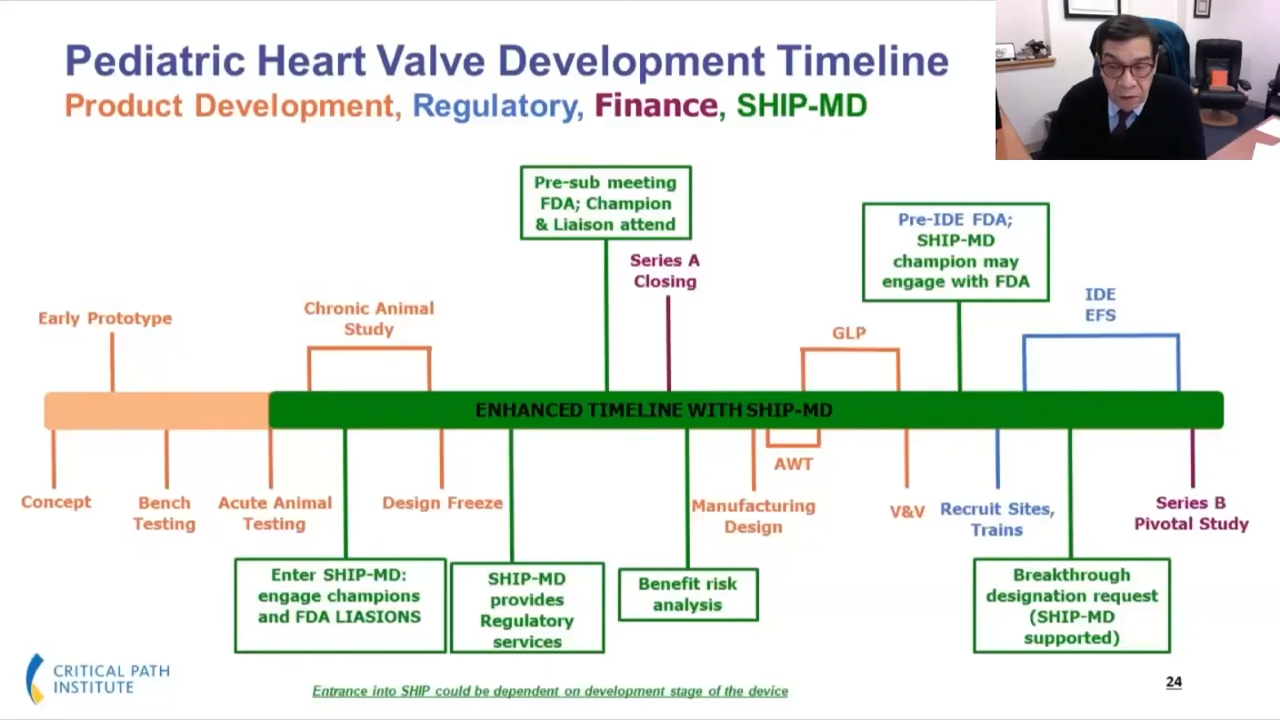 Pediatric Heart Valve Development Timeline
Product Development, Regulatory, Finance, SHIP-MD
Pre-sub meeting
FDA; Champion
& Liaison attend
Series A
Closing
Pre-IDE FDA;
SHIP-MD
champion may
engage with FDA
IDE
EFS
Early Prototype
Chronic Animal
Study
GLP
ENHANCED TIMELINE WITH SHIP-MD
Concept
Bench
Testing
Acute Animal
Testing
Design Freeze
AWT
Manufacturing
Design
V&V
Recruit Sites,
Trains
Series B
Pivotal Study
Enter SHIP-MD:
engage champions
and FDA LIASIONS
SHIP-MD
provides
Regulatory
services
Benefit risk
analysis
Breakthrough
designation request
(SHIP-MD
supported)
CRITICAL PATH
INSTITUTE
Entrance into SHIP could be dependent on development stage of the device
24